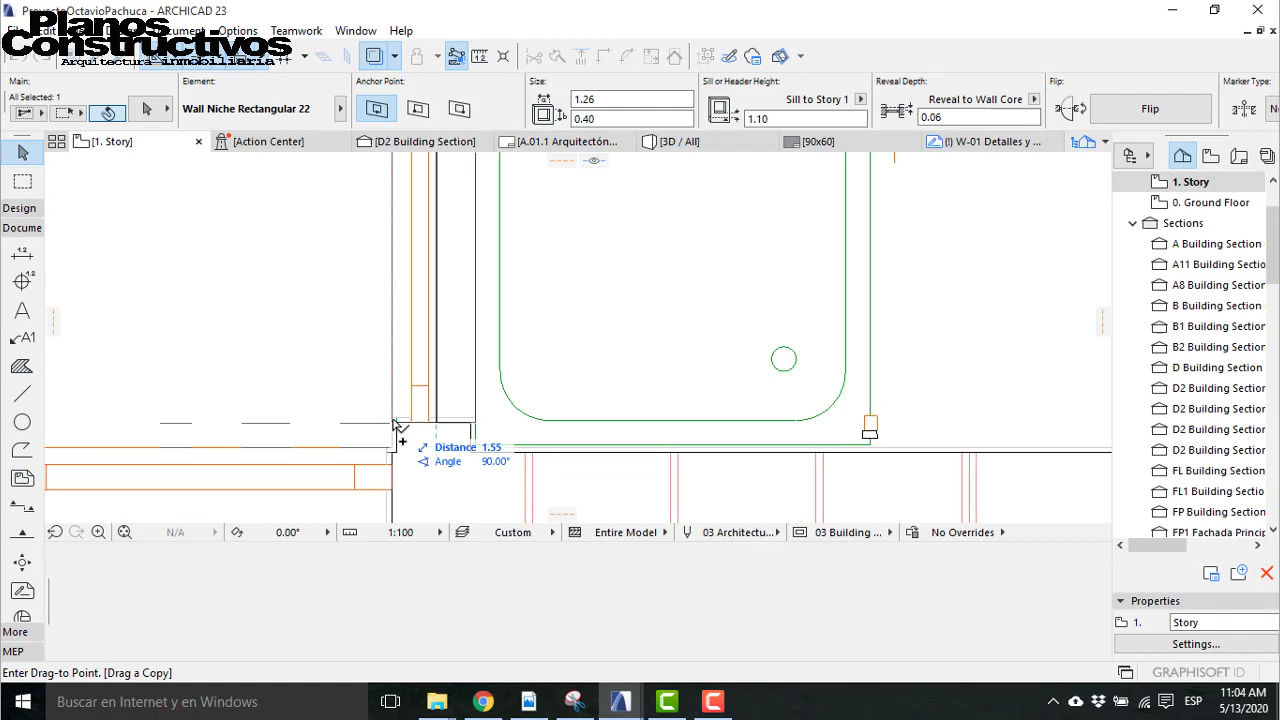 ProyectoOctavioPachuca - ARCHICAD 23
Planos
Constructivos
Arquitectura inmobiliaria
Options Teamwork Window Help
Main:
All Selected: 1
Element:
Wall Niche Rectangular 22
Anchor Point:
Size:
1.26
0.40
Sill or Header Height:
Sill to Story 1
1.10
Reveal Depth:
Reveal to Wall Core
0.06
Flip:
Flip
Marker Type:
[1. Story]
[Action Center]
[D2 Building Section]
[A.01.1 Arquitectón...
[3D / All]
[90x60]
(!) W-01 Detalles y ...
Design
Docume
1.2
A
A1
More
MEP
Distance 1.55
Angle 90.00°
1. Story
0. Ground Floor
Sections
A Building Section
A11 Building Sectio
A8 Building Sectio
B Building Section
B1 Building Section
B2 Building Section
D Building Section
D2 Building Section
D2 Building Section
D2 Building Section
FL Building Section
FL1 Building Section
FP Building Section
FP1 Fachada Princip
N/A
0.00°
1:100
Custom
Entire Model
03 Architectu...
03 Building ...
No Overrides
Properties
1. Story
Settings...
Enter Drag-to Point. [Drag a Copy]
GRAPHISOFT ID
Buscar en Internet y en Windows
ESP
11:04 AM
5/13/2020